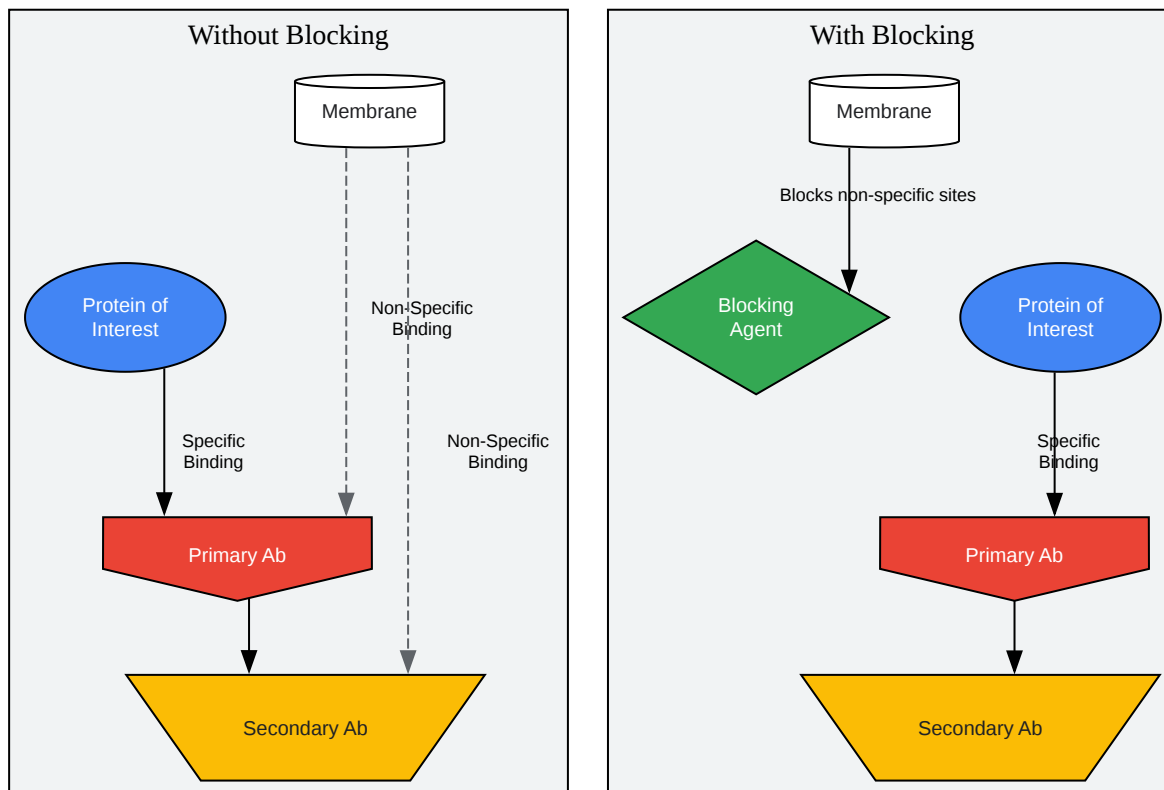 Without Blocking
Membrane
Protein of
Interest
Non-Specific
Binding
Specific
Binding
Non-Specific
Binding
Primary Ab
Secondary Ab
With Blocking
Membrane
Blocks non-specific sites
Blocking
Agent
Protein of
Interest
Specific
Binding
Primary Ab
Secondary Ab